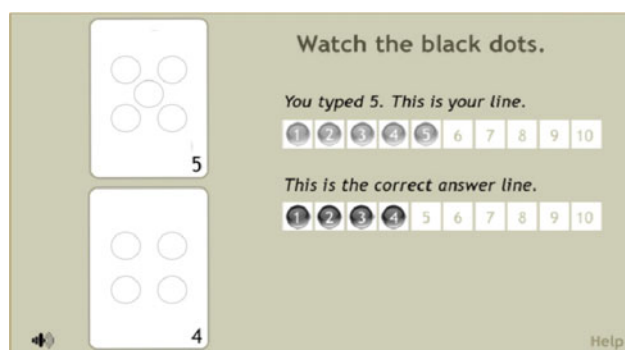 Watch the black dots.
You typed 5. This is your line.
1 2 3 4 5 6 7 8 9 10
5
This is the correct answer line.
1 2 3 4 5 6 7 8 9 10
4
Help